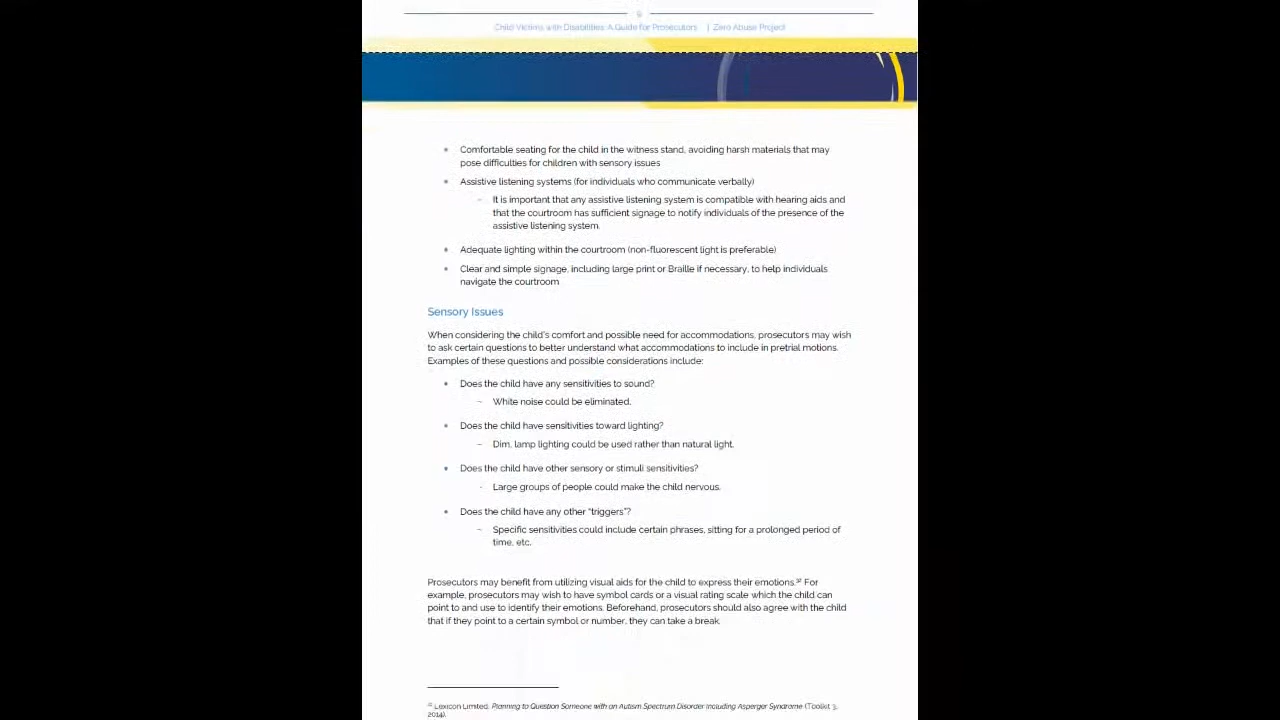 9
Child Victims with Disabilities: A Guide for Prosecutors | Zero Abuse Project
• Comfortable seating for the child in the witness stand, avoiding harsh materials that may
pose difficulties for children with sensory issues
• Assistive listening systems (for individuals who communicate verbally)
– It is important that any assistive listening system is compatible with hearing aids and
that the courtroom has sufficient signage to notify individuals of the presence of the
assistive listening system.
• Adequate lighting within the courtroom (non-fluorescent light is preferable)
• Clear and simple signage, including large print or Braille if necessary, to help individuals
navigate the courtroom
Sensory Issues
When considering the child's comfort and possible need for accommodations, prosecutors may wish
to ask certain questions to better understand what accommodations to include in pretrial motions.
Examples of these questions and possible considerations include:
• Does the child have any sensitivities to sound?
– White noise could be eliminated.
• Does the child have sensitivities toward lighting?
– Dim, lamp lighting could be used rather than natural light.
• Does the child have other sensory or stimuli sensitivities?
- Large groups of people could make the child nervous.
• Does the child have any other "triggers"?
– Specific sensitivities could include certain phrases, sitting for a prolonged period of
time, etc.
Prosecutors may benefit from utilizing visual aids for the child to express their emotions.³² For
example, prosecutors may wish to have symbol cards or a visual rating scale which the child can
point to and use to identify their emotions. Beforehand, prosecutors should also agree with the child
that if they point to a certain symbol or number, they can take a break.
³² Lexicon Limited, Planning to Question Someone with an Autism Spectrum Disorder Including Asperger Syndrome (Toolkit 3,
2014).